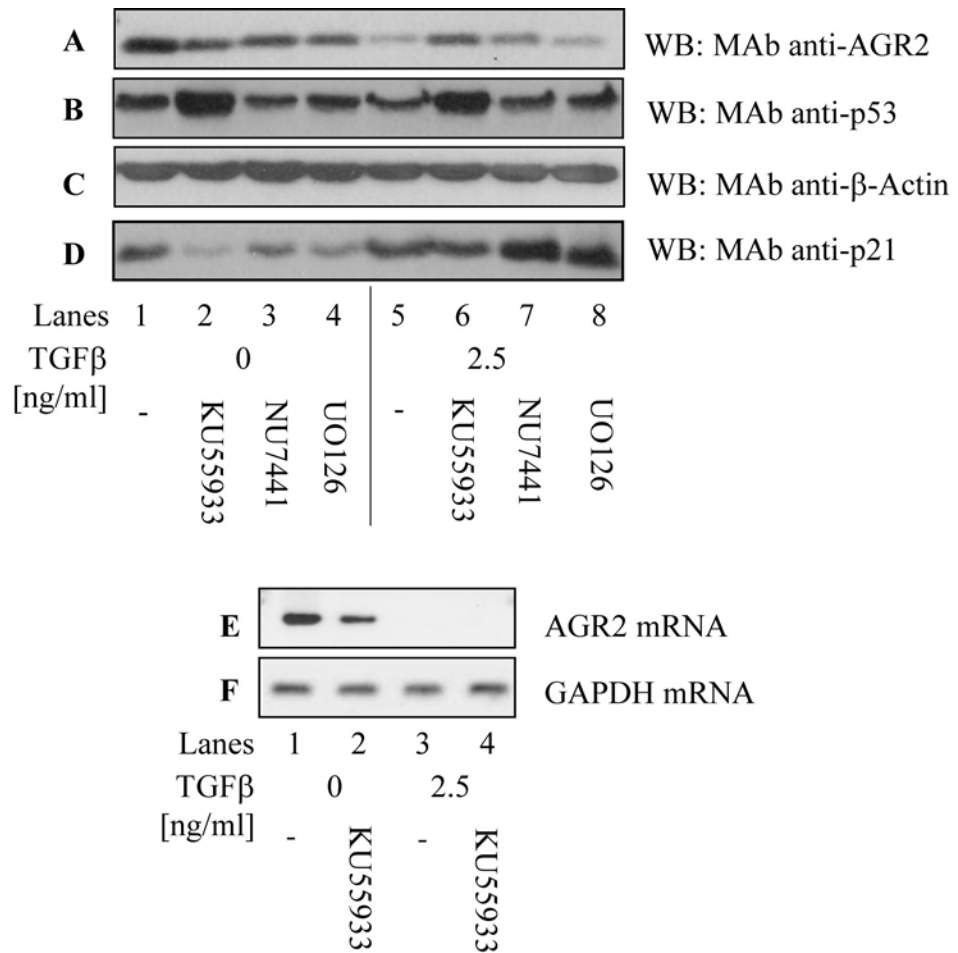 A WB: MAb anti-AGR2
B WB: MAb anti-p53
C WB: MAb anti-β-Actin
D WB: MAb anti-p21
Lanes 1 2 3 4 5 6 7 8
TGFβ 0 2.5
[ng/ml] - KU55933 NU7441 UO126 - KU55933 NU7441 UO126
E AGR2 mRNA
F GAPDH mRNA
Lanes 1 2 3 4
TGFβ 0 2.5
[ng/ml] - KU55933 - KU55933